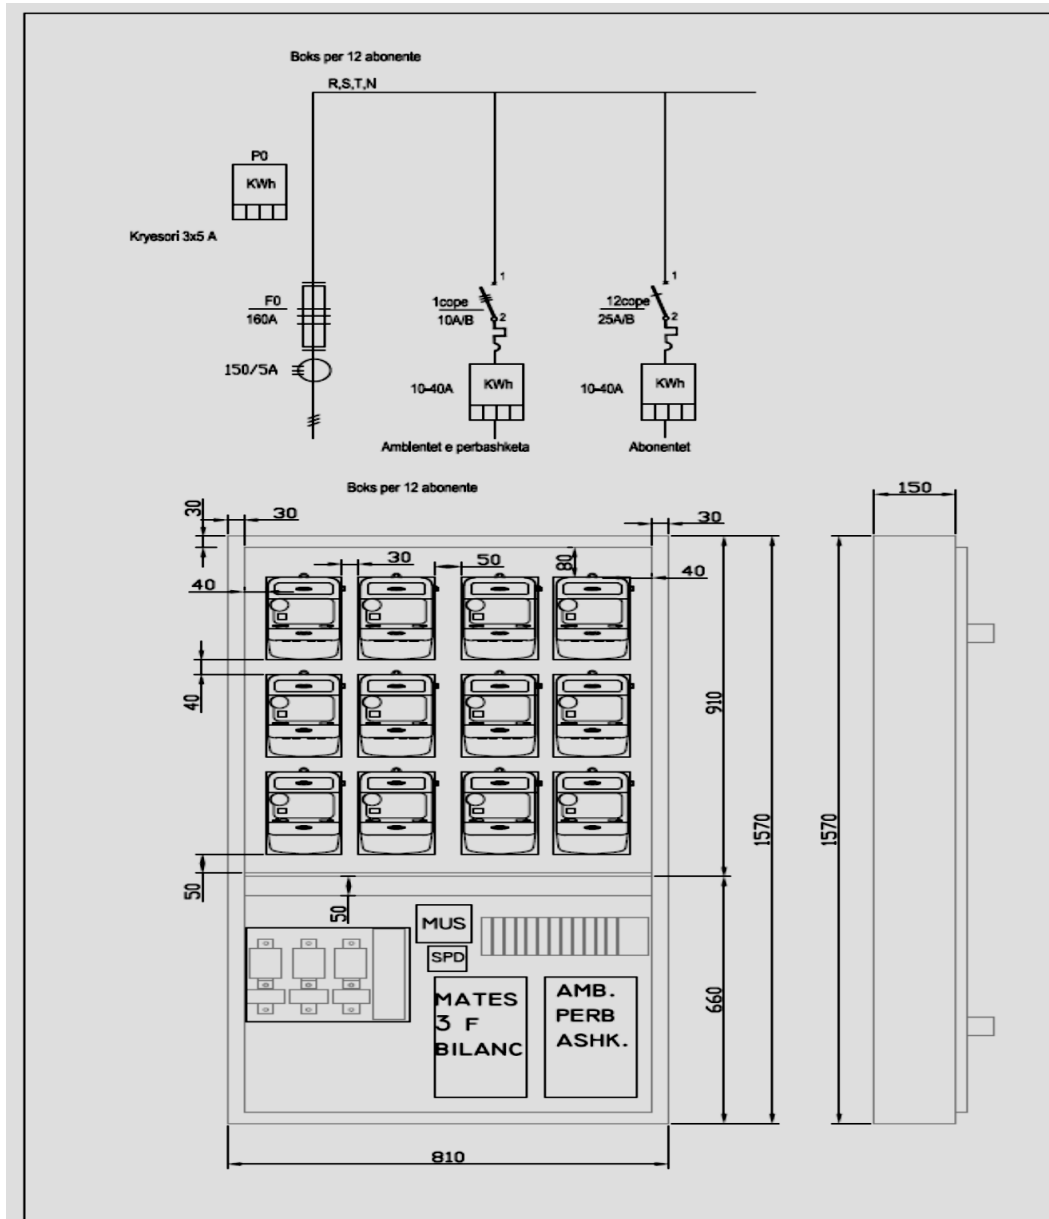 Boks per 12 abonente
R,S,T,N
P0
KWh
Kryesori 3x5 A
F0
160A
150/5A
1
1cope
10A/B
2
10-40A
KWh
Ambientet e perbashketa
1
12cope
25A/B
2
10-40A
KWh
Abonentet
Boks per 12 abonente
30
30
30
150
30
50
80
40
40
40
910
1570
1570
50
50
MUS
SPD
MATES
3 F
BILANC
AMB.
PERB
ASHK.
660
810